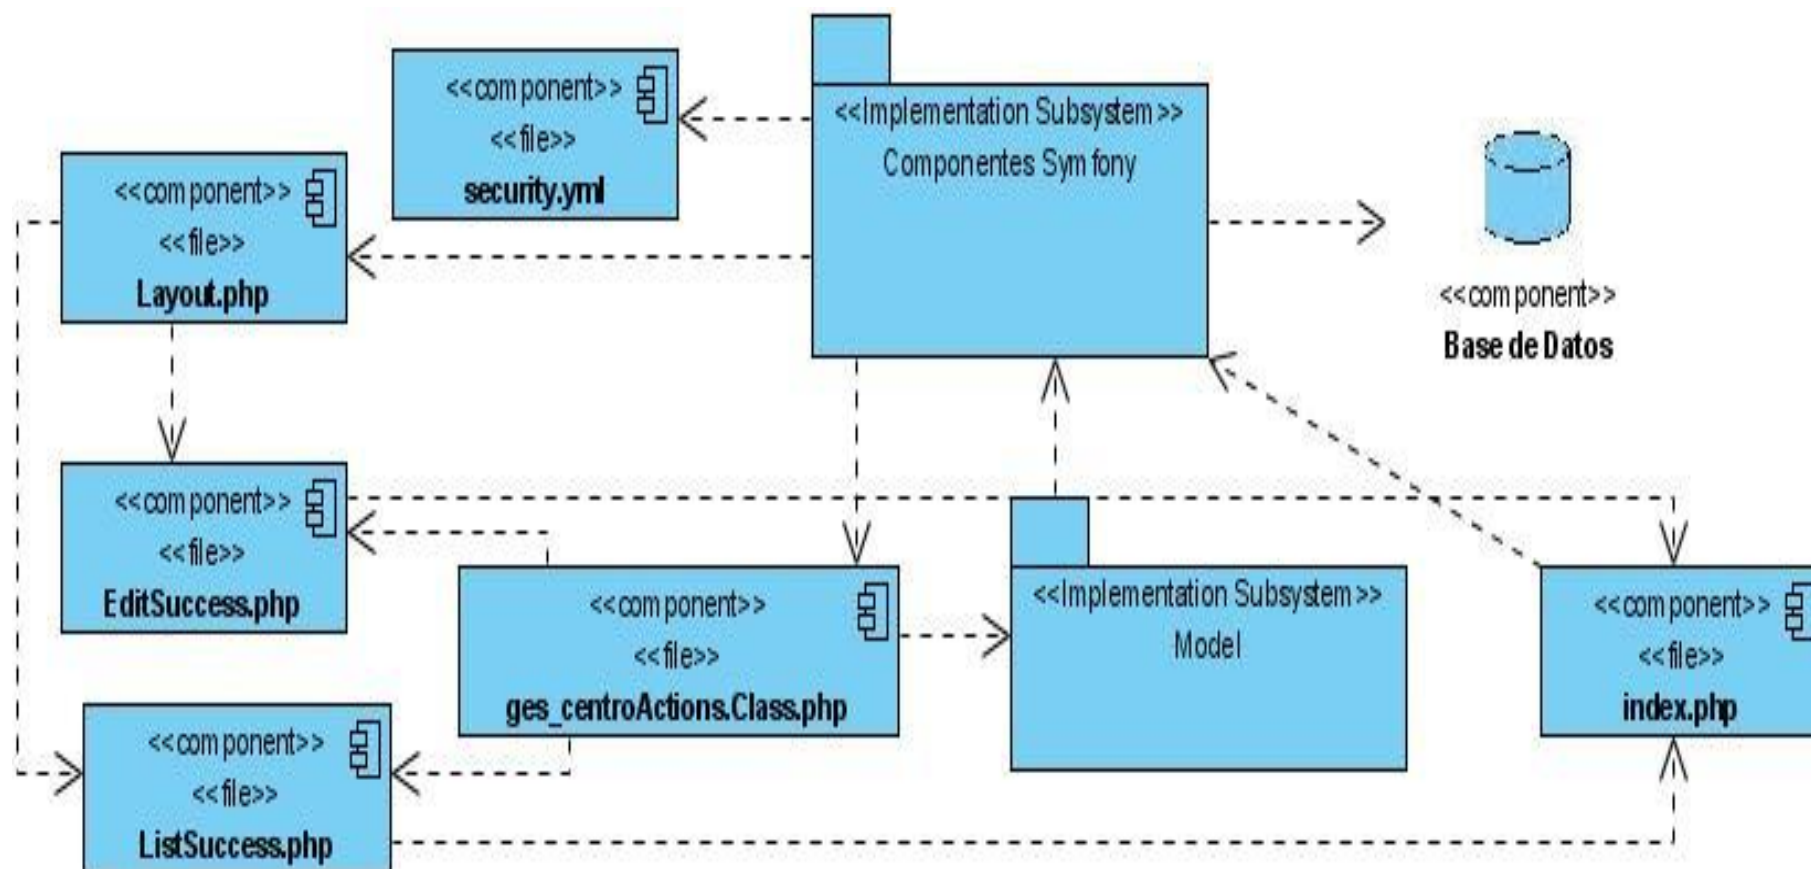 <<component>>
<<file>>
security.yml
<<Implementation Subsystem>>
Componentes Symfony
<<component>>
<<file>>
Layout.php
<<component>>
Base de Datos
<<component>>
<<file>>
EditSuccess.php
<<component>>
<<file>>
ges_centroActions.Class.php
<<Implementation Subsystem>>
Model
<<component>>
<<file>>
index.php
<<component>>
<<file>>
ListSuccess.php